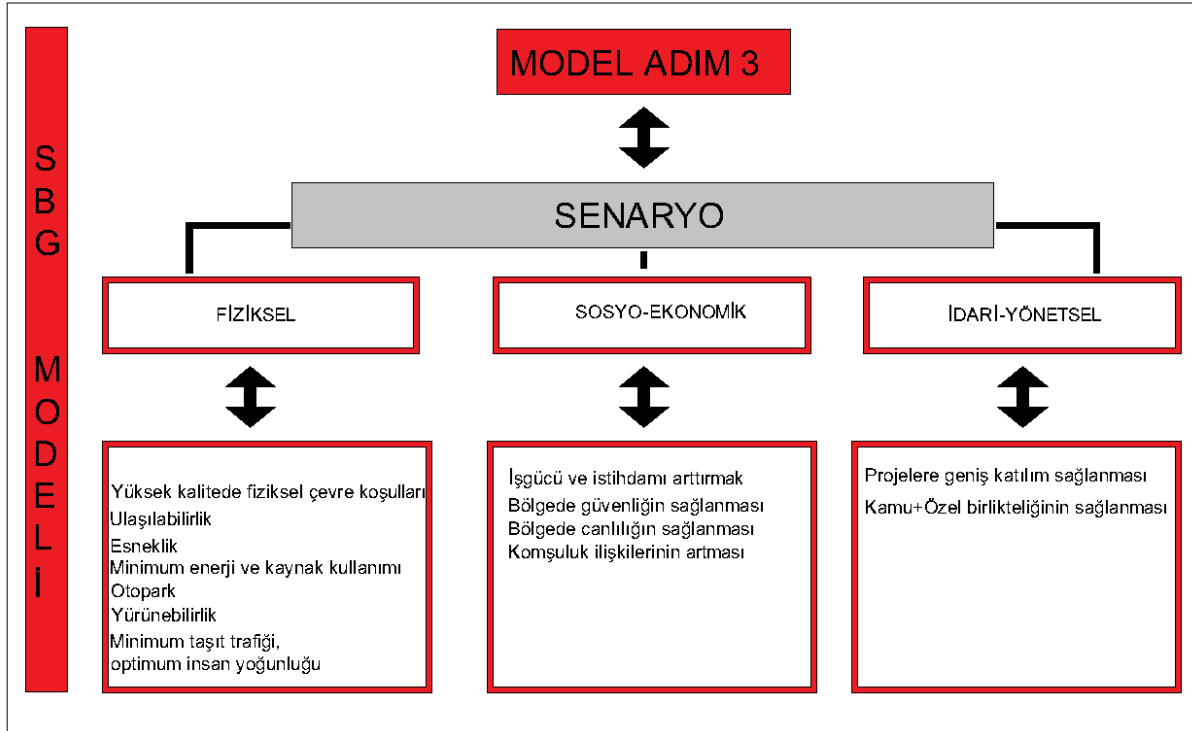 SBG MODELİ
MODEL ADIM 3
SENARYO
FİZİKSEL
SOSYO-EKONOMİK
İDARİ-YÖNETSEL
Yüksek kalitede fiziksel çevre koşulları
Ulaşılabilirlik
Esneklik
Minimum enerji ve kaynak kullanımı
Otopark
Yürünebilirlik
Minimum taşıt trafiği,
optimum insan yoğunluğu
İşgücü ve istihdamı arttırmak
Bölgede güvenliğin sağlanması
Bölgede canlılığın sağlanması
Komşuluk ilişkilerinin artması
Projelere geniş katılım sağlanması
Kamu+Özel birlikteliğinin sağlanması